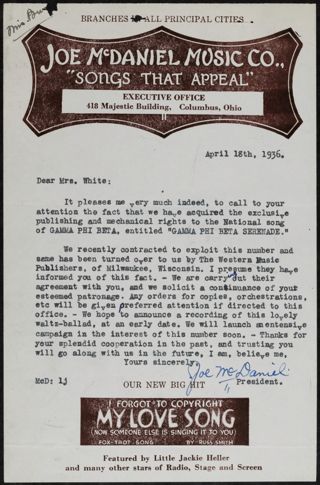 BRANCHES IN ALL PRINCIPAL CITIES
JOE McDANIEL MUSIC CO.,
"SONGS THAT APPEAL"
EXECUTIVE OFFICE
418 Majestic Building, Columbus, Ohio
April 18th, 1936.
Dear Mrs. White:
It pleases me very much indeed, to call to your
attention the fact that we have acquired the exclusive
publishing and mechanical rights to the National song
of GAMMA PHI BETA, entitled "GAMMA PHI BETA SERENADE."
We recently contracted to exploit this number and
same has been turned over to us by The Western Music
Publishers, of Milwaukee, Wisconsin, I presume they have
informed you of this fact. - We are carrying out their
agreement with you, and we solicit a continuance of your
esteemed patronage. Any orders for copies, orchestrations,
etc will be given preferred attention if directed to this
office. - We hope to announce a recording of this lovely
waltz-ballad, at an early date. We will launch an entensive
campaign in the interest of this number soon. - Thanks for
your splendid cooperation in the past, and trusting you
will go along with us in the future, I am, believe me,
Yours sincerely,
Joe McDaniel
McD: lj
President.
OUR NEW BIG HIT
I FORGOT TO COPYRIGHT
MY LOVE SONG
(NOW SOMEONE ELSE IS SINGING IT TO YOU)
FOX-TROT SONG BY RUSS SMITH
Featured by Little Jackie Heller
and many other stars of Radio, Stage and Screen